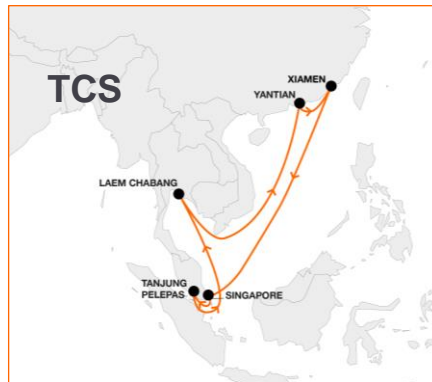 TCS
XIAMEN
YANTIAN
LAEM CHABANG
TANJUNG
PELEPAS
SINGAPORE